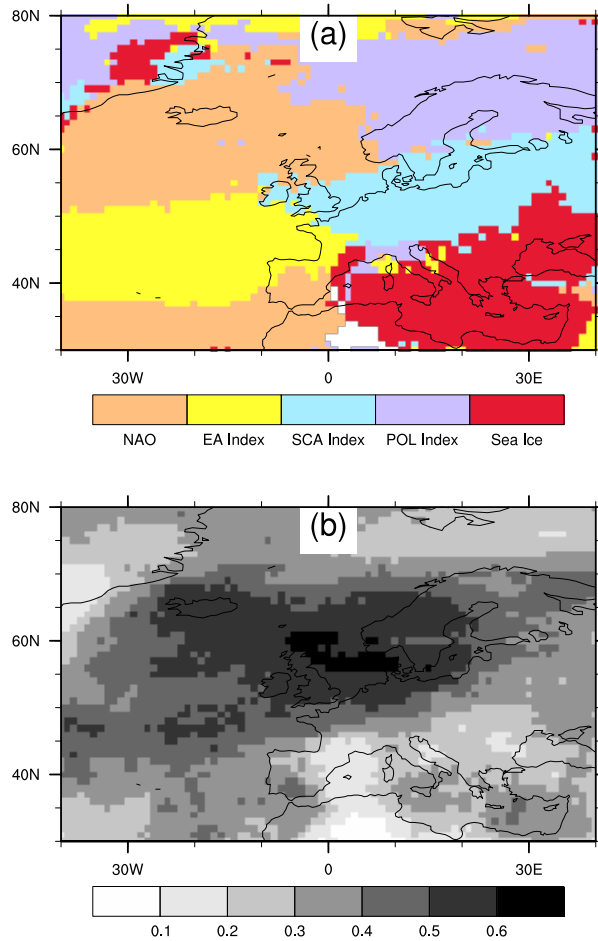 80N
(a)
60N
40N
30W 0 30E
NAO EA Index SCA Index POL Index Sea Ice
80N
(b)
60N
40N
30W 0 30E
0.1 0.2 0.3 0.4 0.5 0.6